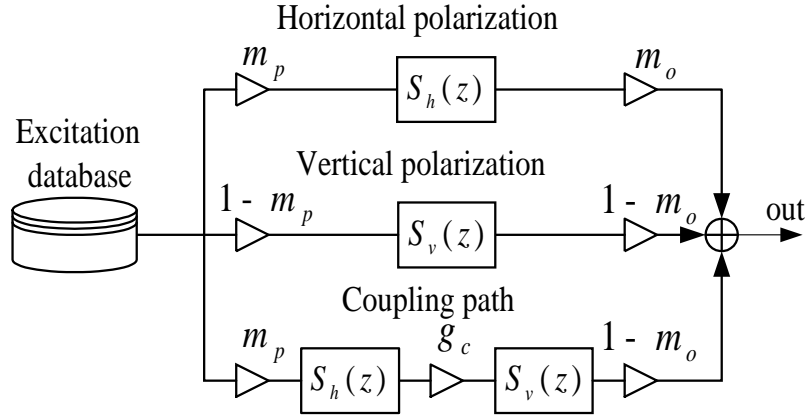 Horizontal polarization
m_p
S_h(z)
m_o
Excitation
database
Vertical polarization
1 - m_p
S_v(z)
1 - m_o
out
Coupling path
m_p
S_h(z)
g_c
S_v(z)
1 - m_o